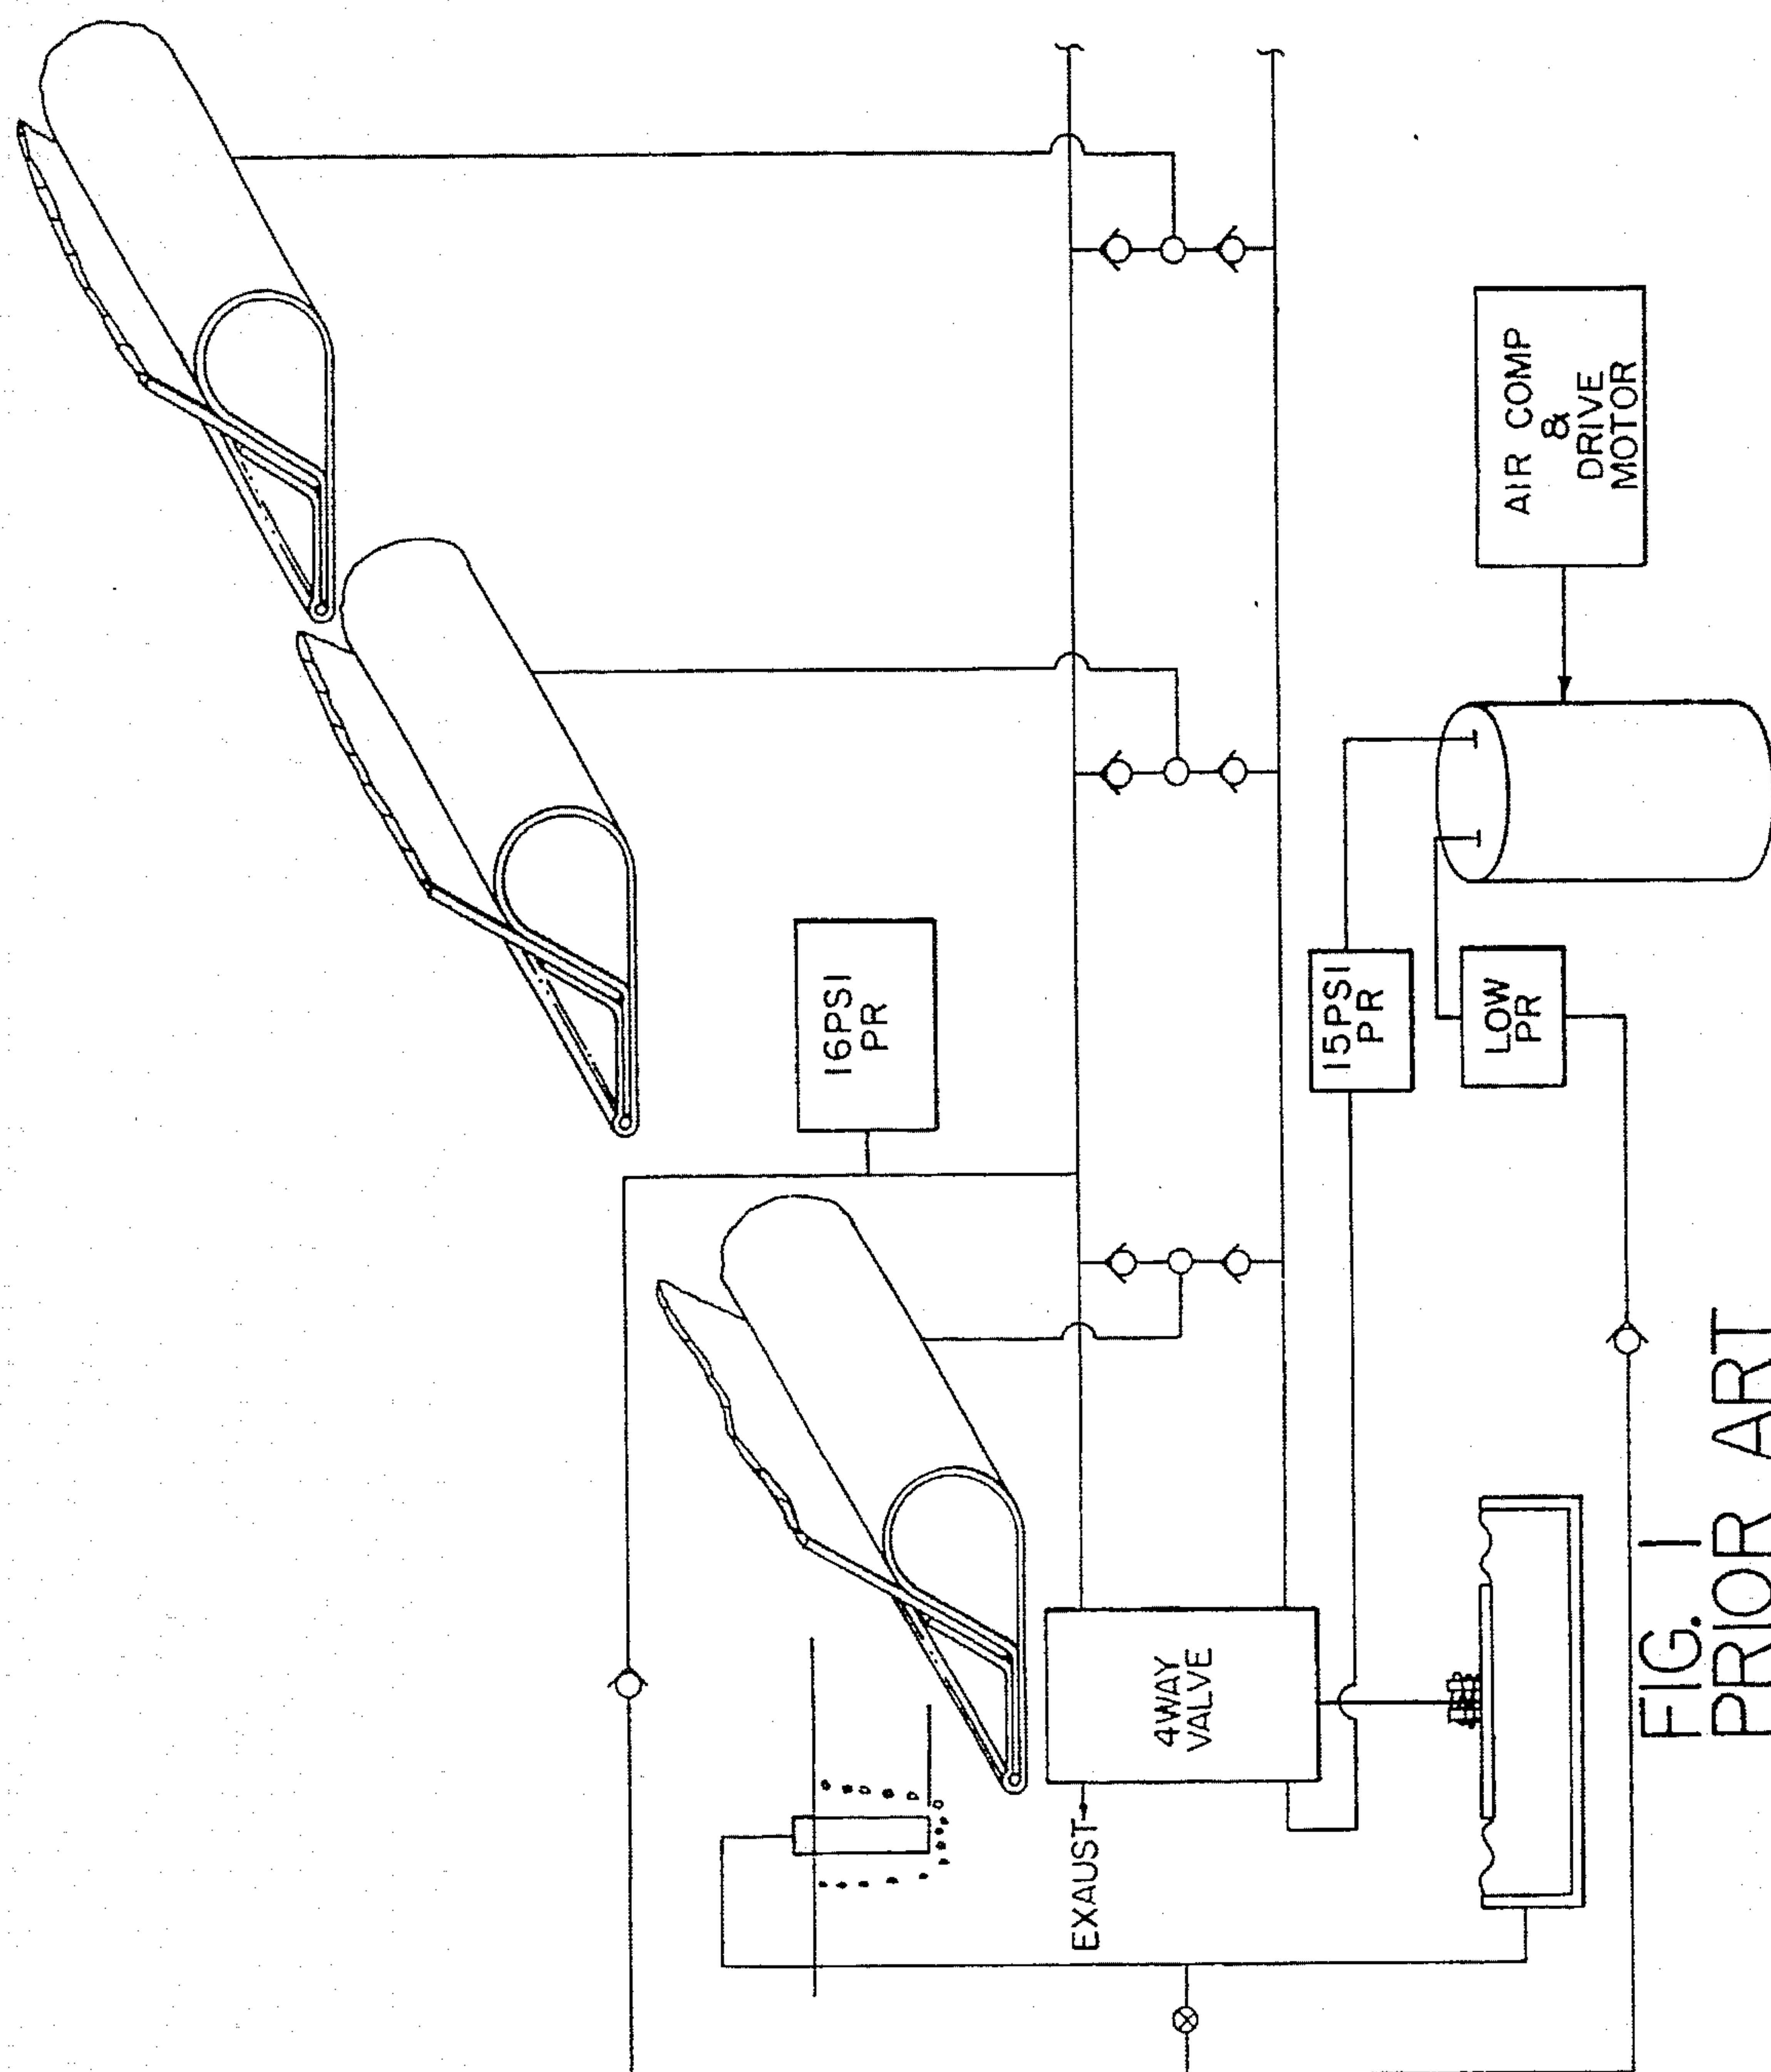 AIR COMP
&
DRIVE
MOTOR
16PSI
PR
15PSI
PR
LOW
PR
4WAY
VALVE
EXAUST
FIG. 1
PRIOR ART